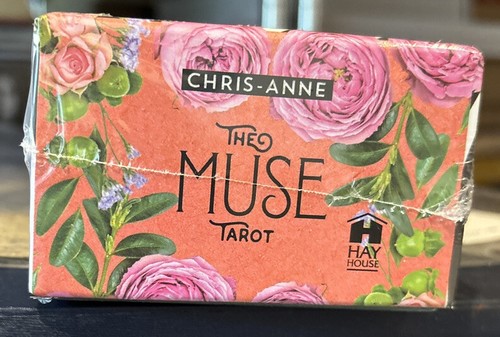 CHRIS-ANNE
THE
MUSE
TAROT
HAY
HOUSE